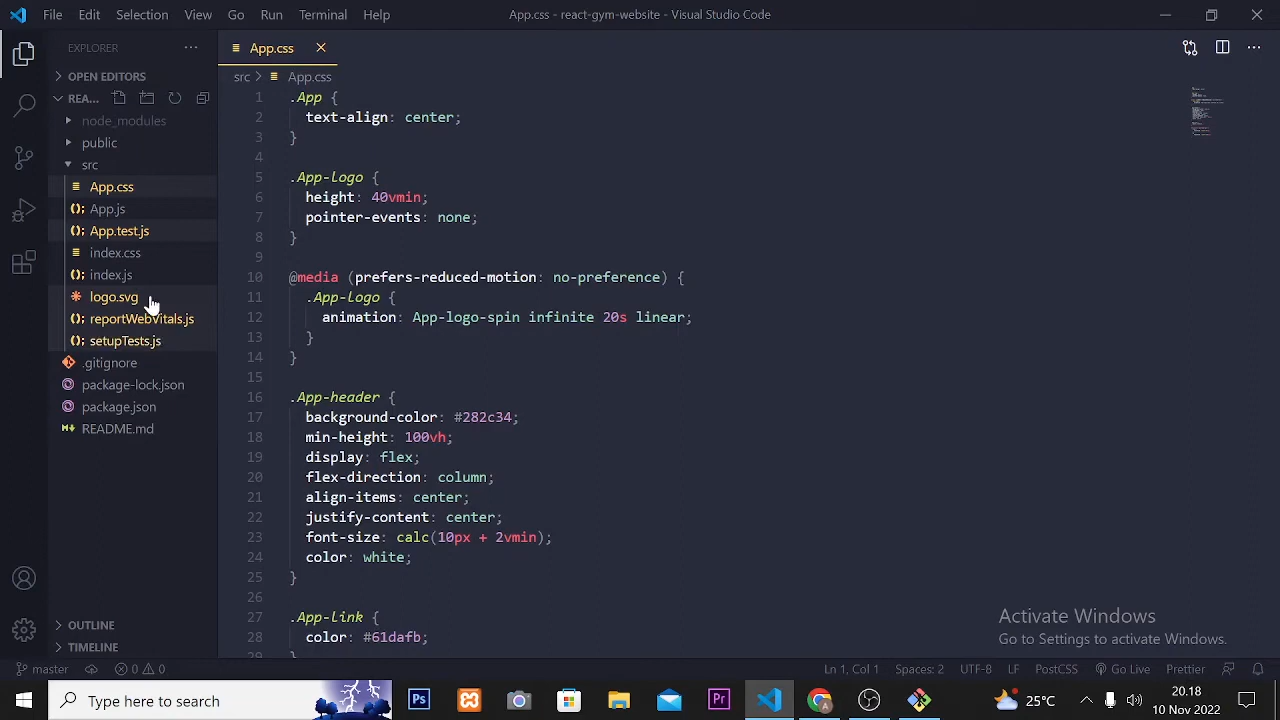 File Edit Selection View Go Run Terminal Help App.css - react-gym-website - Visual Studio Code
EXPLORER
OPEN EDITORS
REA...
node_modules
public
src
App.css
App.js
App.test.js
index.css
index.js
logo.svg
reportWebVitals.js
setupTests.js
.gitignore
package-lock.json
package.json
README.md
OUTLINE
TIMELINE
App.css
src > App.css
1 .App {
2 text-align: center;
3 }
4
5 .App-logo {
6 height: 40vmin;
7 pointer-events: none;
8 }
9
10 @media (prefers-reduced-motion: no-preference) {
11 .App-logo {
12 animation: App-logo-spin infinite 20s linear;
13 }
14 }
15
16 .App-header {
17 background-color: #282c34;
18 min-height: 100vh;
19 display: flex;
20 flex-direction: column;
21 align-items: center;
22 justify-content: center;
23 font-size: calc(10px + 2vmin);
24 color: white;
25 }
26
27 .App-link {
28 color: #61dafb;
29 }
Activate Windows
Go to Settings to activate Windows.
master 0 0 Ln 1, Col 1 Spaces: 2 UTF-8 LF PostCSS Go Live Prettier
Type here to search Ps Pr 25°C 20.18
10 Nov 2022